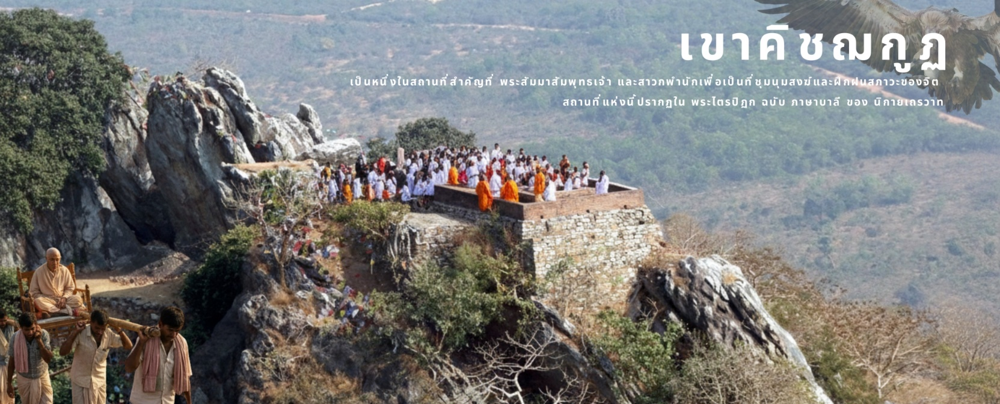 เขาคิชฌกูฏ
เป็นหนึ่งในสถานที่สำคัญที่ พระสัมมาสัมพุทธเจ้า และสาวกพำนักเพื่อเป็นที่ชุมนุมสงฆ์และฝึกฝนสภาวะของจิต
สถานที่แห่งนี้ปรากฏใน พระไตรปิฎก ฉบับ ภาษาบาลี ของ นิกายเถรวาท